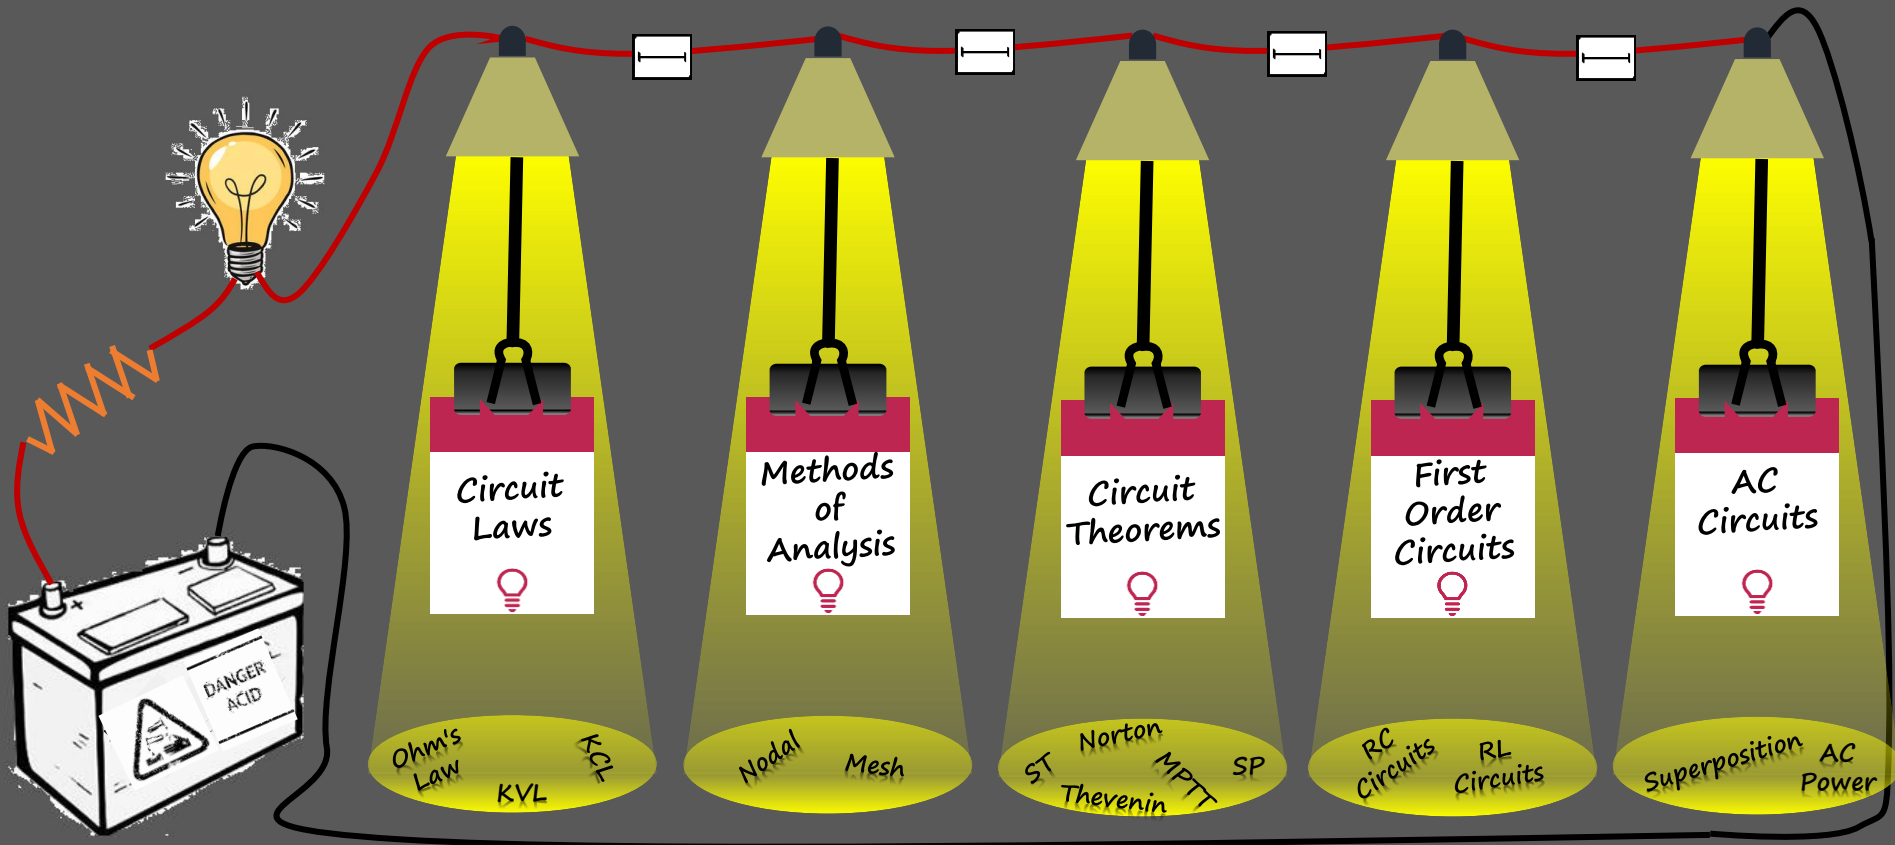 Circuit
Laws
Methods
of
Analysis
Circuit
Theorems
First
Order
Circuits
AC
Circuits
+
-
DANGER
ACID
Ohm's
Law
KVL
KCL
Nodal
Mesh
ST
Norton
Thevenin
MPTT
SP
RC
Circuits
RL
Circuits
Superposition
AC
Power